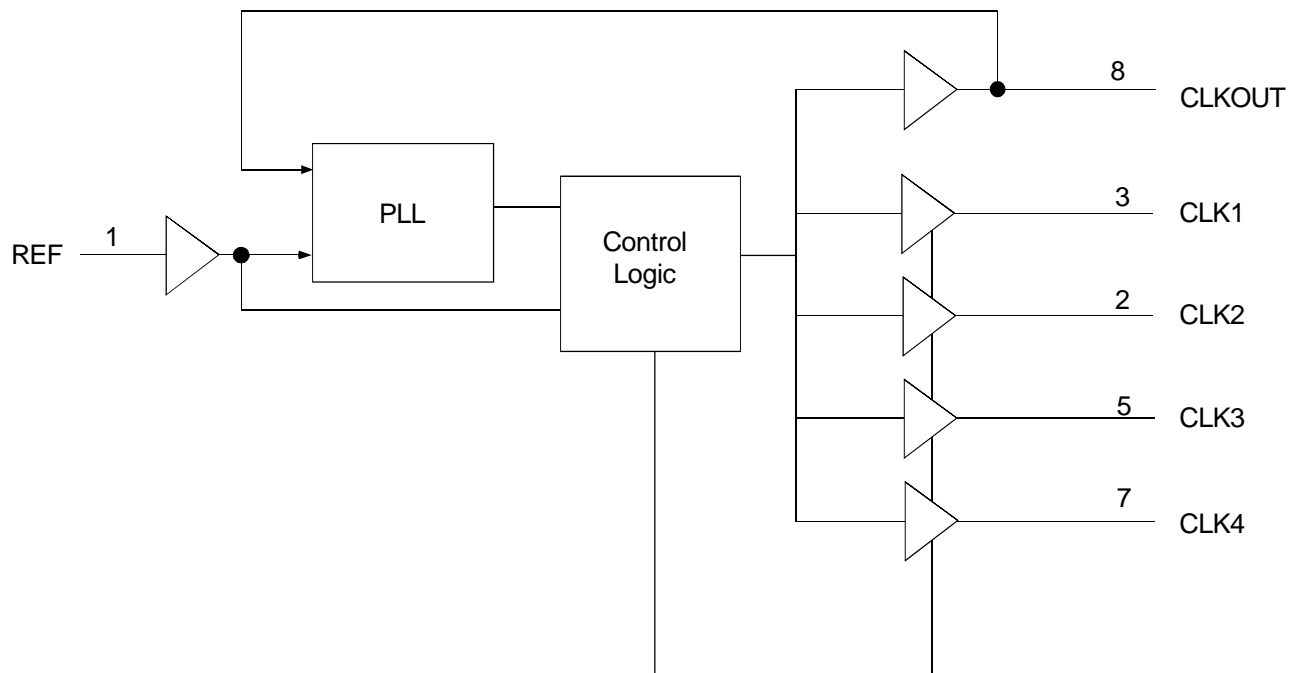 8
CLKOUT
PLL
3
CLK1
1
REF
Control
Logic
2
CLK2
5
CLK3
7
CLK4